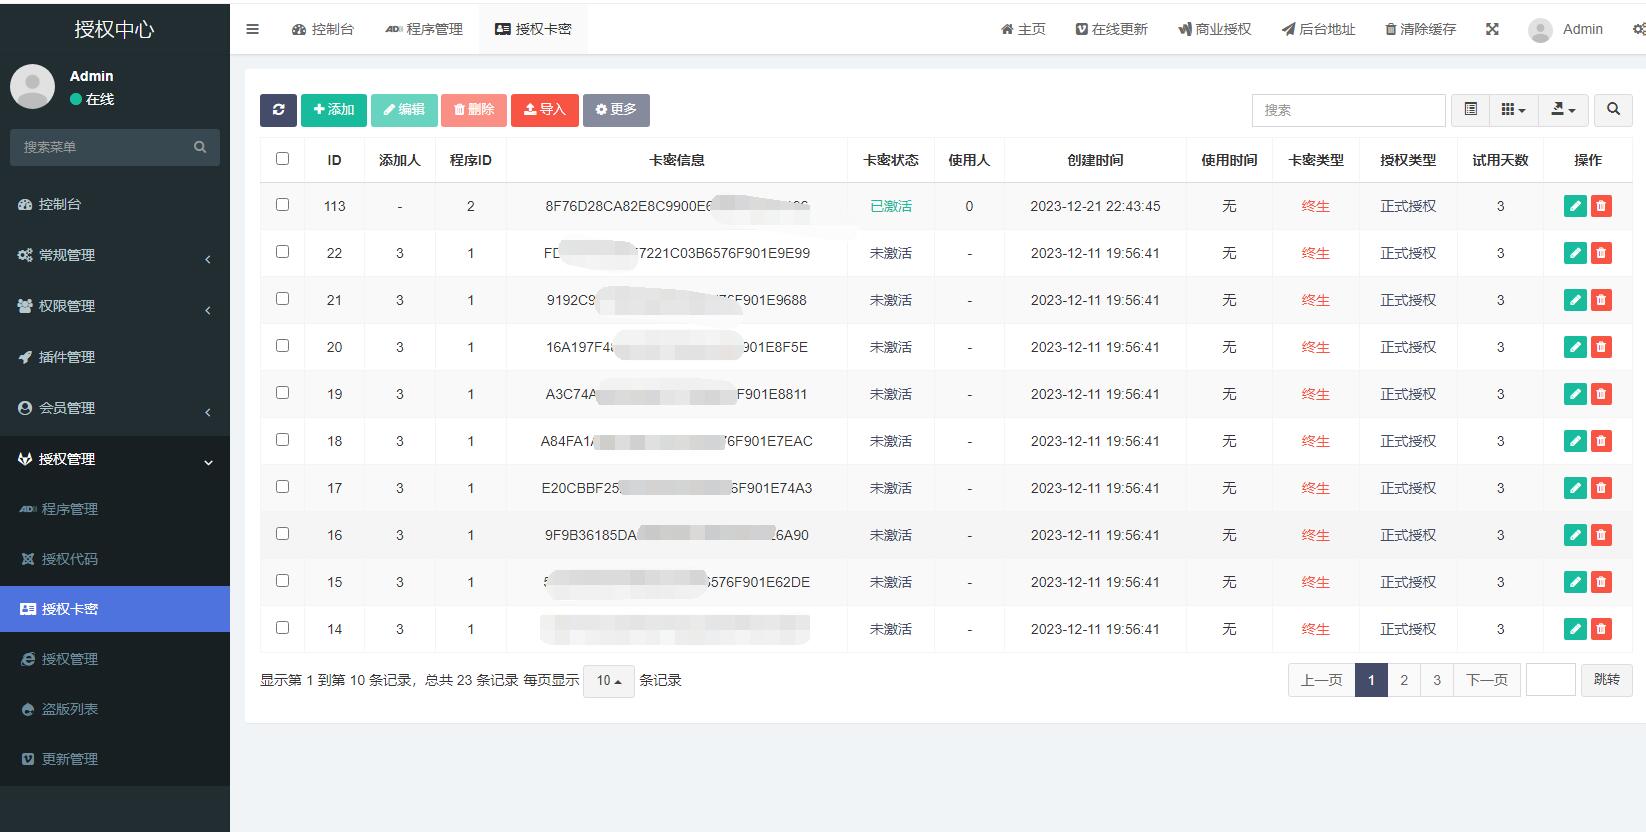 授权中心
Admin
在线
搜索菜单
控制台
常规管理
权限管理
插件管理
会员管理
授权管理
程序管理
授权代码
授权卡密
授权管理
盗版列表
更新管理
控制台 程序管理 授权卡密 主页 在线更新 商业授权 后台地址 清除缓存 Admin
添加 编辑 删除 导入 更多 搜索
ID 添加人 程序ID 卡密信息 卡密状态 使用人 创建时间 使用时间 卡密类型 授权类型 试用天数 操作
113 - 2 8F76D28CA82E8C9900E6 已激活 0 2023-12-21 22:43:45 无 终生 正式授权 3
22 3 1 FD 7221C03B6576F901E9E99 未激活 - 2023-12-11 19:56:41 无 终生 正式授权 3
21 3 1 9192C9 F901E9688 未激活 - 2023-12-11 19:56:41 无 终生 正式授权 3
20 3 1 16A197F4 901E8F5E 未激活 - 2023-12-11 19:56:41 无 终生 正式授权 3
19 3 1 A3C74A F901E8811 未激活 - 2023-12-11 19:56:41 无 终生 正式授权 3
18 3 1 A84FA1 76F901E7EAC 未激活 - 2023-12-11 19:56:41 无 终生 正式授权 3
17 3 1 E20CBBF25 6F901E74A3 未激活 - 2023-12-11 19:56:41 无 终生 正式授权 3
16 3 1 9F9B36185DA 6A90 未激活 - 2023-12-11 19:56:41 无 终生 正式授权 3
15 3 1 6576F901E62DE 未激活 - 2023-12-11 19:56:41 无 终生 正式授权 3
14 3 1 未激活 - 2023-12-11 19:56:41 无 终生 正式授权 3
显示第 1 到第 10 条记录，总共 23 条记录 每页显示 10 条记录 上一页 1 2 3 下一页 跳转